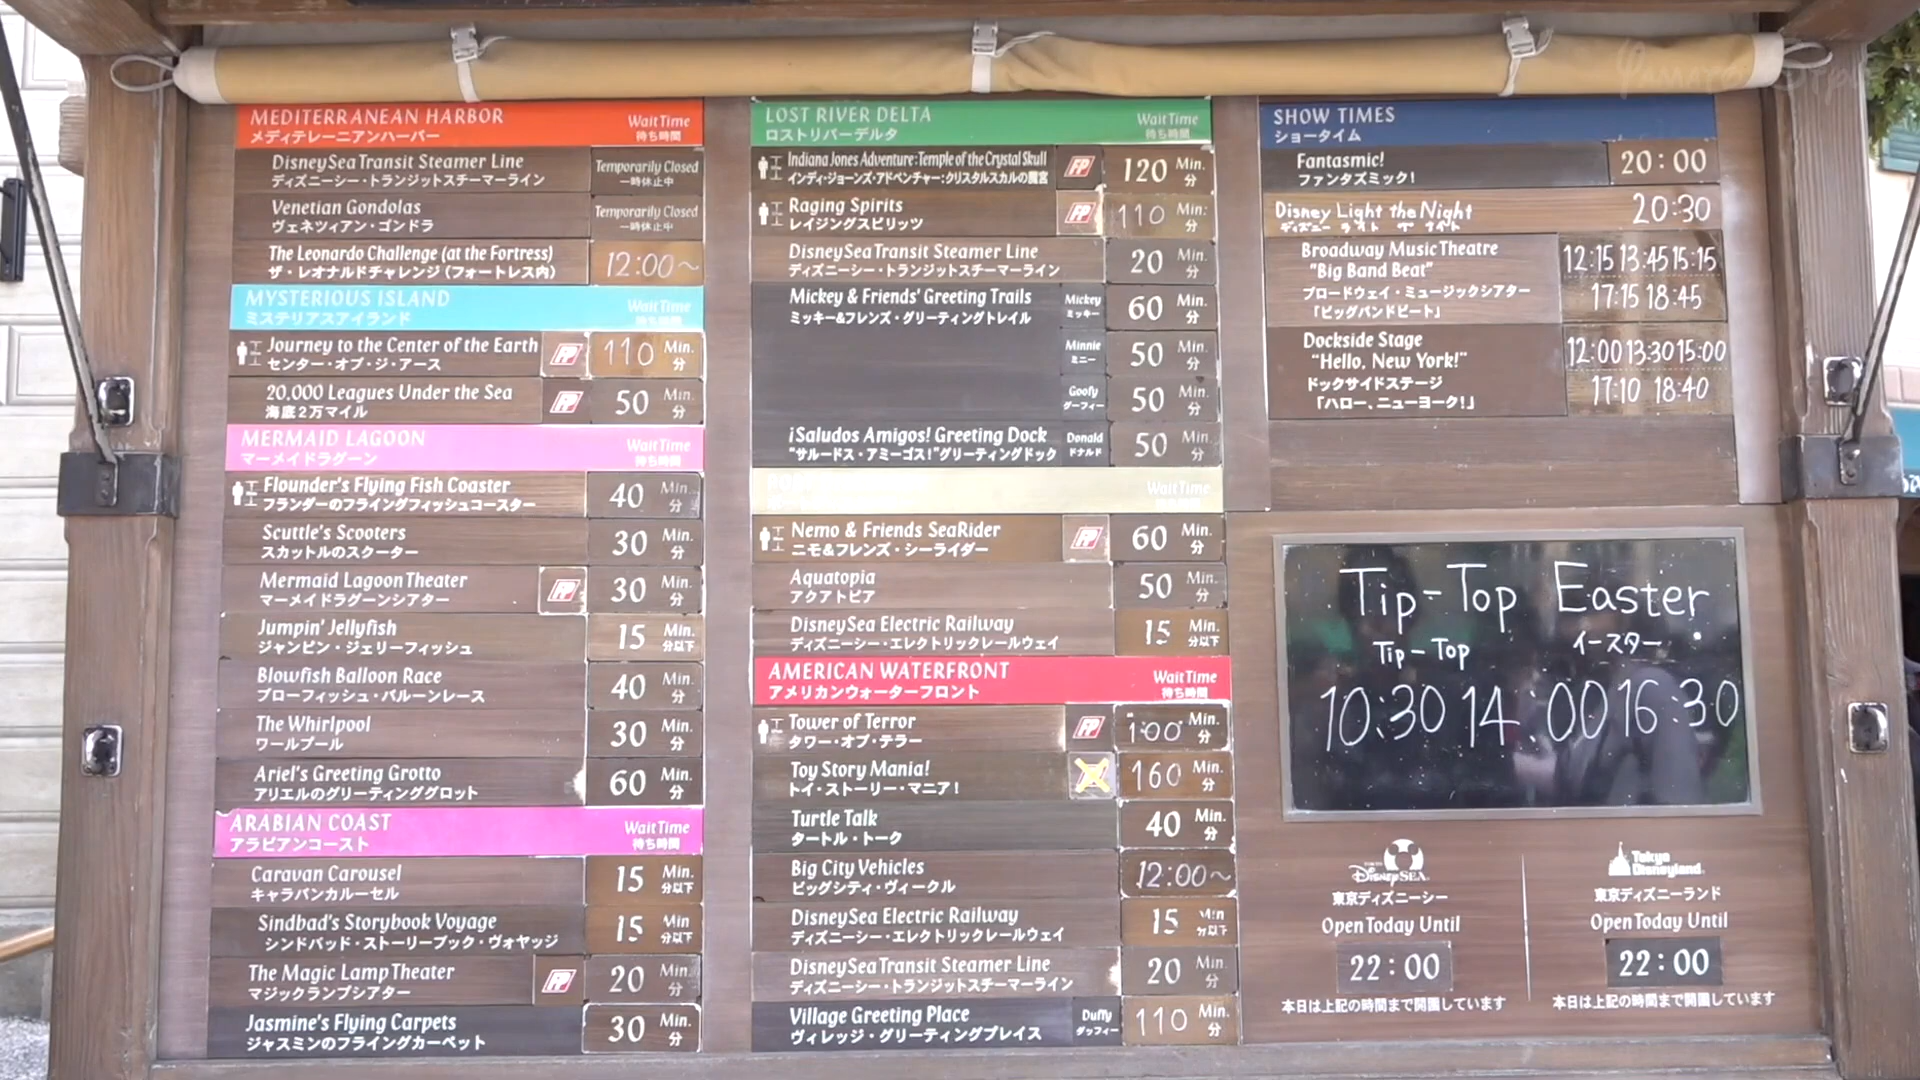 MEDITERRANEAN HARBOR Wait Time
メディテレーニアンハーバー 待ち時間
DisneySea Transit Steamer Line Temporarily Closed
ディズニーシー・トランジットスチーマーライン 一時休止中
Venetian Gondolas Temporarily Closed
ヴェネツィアン・ゴンドラ 一時休止中
The Leonardo Challenge (at the Fortress) 12:00~
ザ・レオナルドチャレンジ (フォートレス内)
MYSTERIOUS ISLAND Wait Time
ミステリアスアイランド 待ち時間
Journey to the Center of the Earth FP 110 Min.
センター・オブ・ジ・アース 分
20,000 Leagues Under the Sea FP 50 Min.
海底2万マイル 分
MERMAID LAGOON Wait Time
マーメイドラグーン 待ち時間
Flounder's Flying Fish Coaster 40 Min.
フランダーのフライングフィッシュコースター 分
Scuttle's Scooters 30 Min.
スカットルのスクーター 分
Mermaid Lagoon Theater FP 30 Min.
マーメイドラグーンシアター 分
Jumpin' Jellyfish 15 Min.
ジャンピン・ジェリーフィッシュ 分以下
Blowfish Balloon Race 40 Min.
ブローフィッシュ・バルーンレース 分
The Whirlpool 30 Min.
ワールプール 分
Ariel's Greeting Grotto 60 Min.
アリエルのグリーティンググロット 分
ARABIAN COAST Wait Time
アラビアンコースト 待ち時間
Caravan Carousel 15 Min.
キャラバンカルーセル 分以下
Sindbad's Storybook Voyage 15 Min
シンドバッド・ストーリーブック・ヴォヤッジ 分以下
The Magic Lamp Theater FP 20 Min.
マジックランプシアター 分
Jasmine's Flying Carpets 30 Min.
ジャスミンのフライングカーペット 分
LOST RIVER DELTA Wait Time
ロストリバーデルタ 待ち時間
Indiana Jones Adventure: Temple of the Crystal Skull FP 120 Min.
インディ・ジョーンズ・アドベンチャー:クリスタルスカルの魔宮 分
Raging Spirits FP 110 Min.
レイジングスピリッツ 分
DisneySea Transit Steamer Line 20 Min.
ディズニーシー・トランジットスチーマーライン 分
Mickey & Friends' Greeting Trails Mickey 60 Min.
ミッキー&フレンズ・グリーティングトレイル ミッキー 分
Minnie 50 Min.
ミニー 分
Goofy 50 Min.
グーフィー 分
¡Saludos Amigos! Greeting Dock Donald 50 Min.
"サルードス・アミーゴス!"グリーティングドック ドナルド 分
Wait Time
Nemo & Friends SeaRider FP 60 Min.
ニモ&フレンズ・シーライダー 分
Aquatopia 50 Min.
アクアトピア 分
DisneySea Electric Railway 15 Min.
ディズニーシー・エレクトリックレールウェイ 分以下
AMERICAN WATERFRONT Wait Time
アメリカンウォーターフロント 待ち時間
Tower of Terror FP 100 Min.
タワー・オブ・テラー 分
Toy Story Mania! 160 Min.
トイ・ストーリー・マニア! 分
Turtle Talk 40 Min.
タートル・トーク 分
Big City Vehicles 12:00~
ビッグシティ・ヴィークル
DisneySea Electric Railway 15 Min
ディズニーシー・エレクトリックレールウェイ 分以下
DisneySea Transit Steamer Line 20 Min.
ディズニーシー・トランジットスチーマーライン 分
Village Greeting Place Duffy 110 Min.
ヴィレッジ・グリーティングプレイス ダッフィー 分
SHOW TIMES
ショータイム
Fantasmic! 20:00
ファンタズミック!
Disney Light the Night 20:30
ディズニー ライト ザ ナイト
Broadway Music Theatre 12:15 13:45 15:15
"Big Band Beat"
ブロードウェイ・ミュージックシアター 17:15 18:45
「ビッグバンドビート」
Dockside Stage 12:00 13:30 15:00
"Hello, New York!"
ドックサイドステージ 17:10 18:40
「ハロー、ニューヨーク!」
Tip-Top Easter
Tip-Top イースター
10:30 14:00 16:30
TOKYO DISNEYSEA.
東京ディズニーシー
Open Today Until
22:00
本日は上記の時間まで開園しています
Tokyo Disneyland.
東京ディズニーランド
Open Today Until
22:00
本日は上記の時間まで開園しています